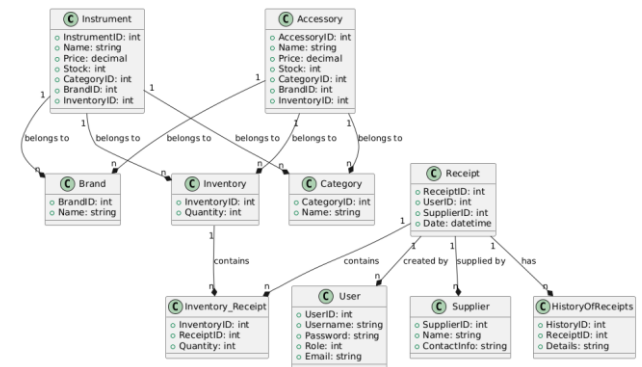 C Instrument
InstrumentID: int
Name: string
Price: decimal
Stock: int
CategoryID: int
BrandID: int
InventoryID: int
C Accessory
AccessoryID: int
Name: string
Price: decimal
Stock: int
CategoryID: int
BrandID: int
InventoryID: int
1 1 1 1 1 1
belongs to belongs to belongs to belongs to belongs to
n n n n n n
C Brand
BrandID: int
Name: string
C Inventory
InventoryID: int
Quantity: int
C Category
CategoryID: int
Name: string
C Receipt
ReceiptID: int
UserID: int
SupplierID: int
Date: datetime
1 1 1 1 1
contains contains created by supplied by has
n n n n n
C Inventory_Receipt
InventoryID: int
ReceiptID: int
Quantity: int
C User
UserID: int
Username: string
Password: string
Role: int
Email: string
C Supplier
SupplierID: int
Name: string
ContactInfo: string
C HistoryOfReceipts
HistoryID: int
ReceiptID: int
Details: string